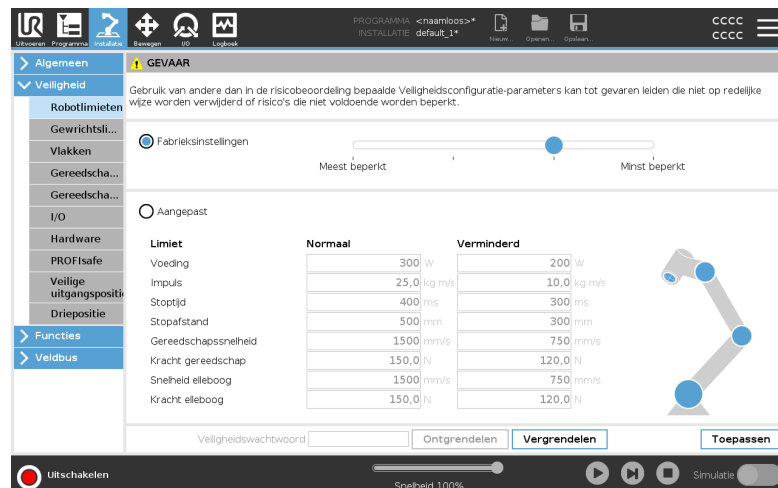 UR
PROGRAMMA <naamloos>*
INSTALLATIE default_1*
cccc
cccc
Uitvoeren Programma Installatie Bewegen I/O Logboek Nieuw... Openen... Opslaan...
Algemeen
Veiligheid
Robotlimieten
Gewrichtsli...
Vlakken
Gereedscha...
Gereedscha...
I/O
Hardware
PROFIsafe
Veilige
uitgangspositi
Driepositie
Functies
Veldbus
GEVAAR
Gebruik van andere dan in de risicobeoordeling bepaalde Veiligheidsconfiguratie-parameters kan tot gevaren leiden die niet op redelijke
wijze worden verwijderd of risico's die niet voldoende worden beperkt.
Fabrieksinstellingen
Meest beperkt Minst beperkt
Aangepast
Limiet Normaal Verminderd
Voeding 300 W 200 W
Impuls 25,0 kg m/s 10,0 kg m/s
Stoptijd 400 ms 300 ms
Stopafstand 500 mm 300 mm
Gereedschapssnelheid 1500 mm/s 750 mm/s
Kracht gereedschap 150,0 N 120,0 N
Snelheid elleboog 1500 mm/s 750 mm/s
Kracht elleboog 150,0 N 120,0 N
Veiligheidswachtwoord Ontgrendelen Vergrendelen Toepassen
Uitschakelen
Snelheid 100%
Simulatie